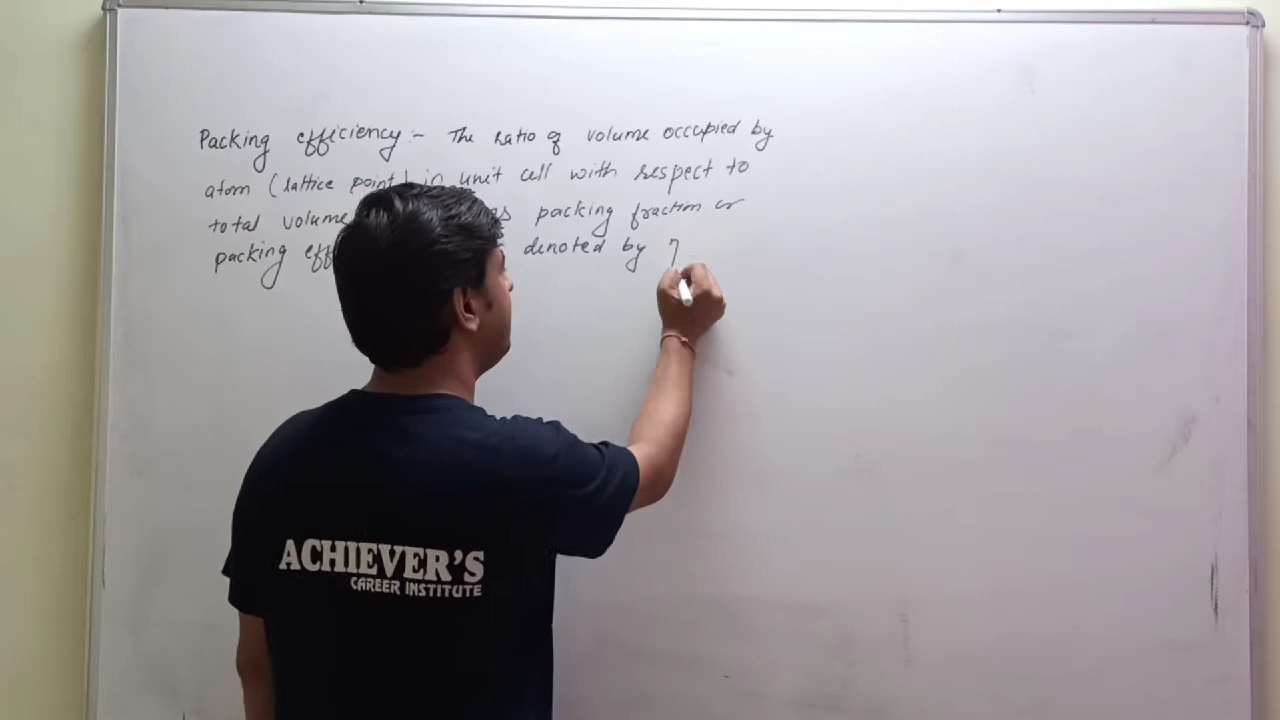 Packing efficiency:- The ratio of volume occupied by
atom (lattice point) in unit cell with respect to
total volume as packing fraction or
packing denoted by η
ACHIEVER'S
CAREER INSTITUTE